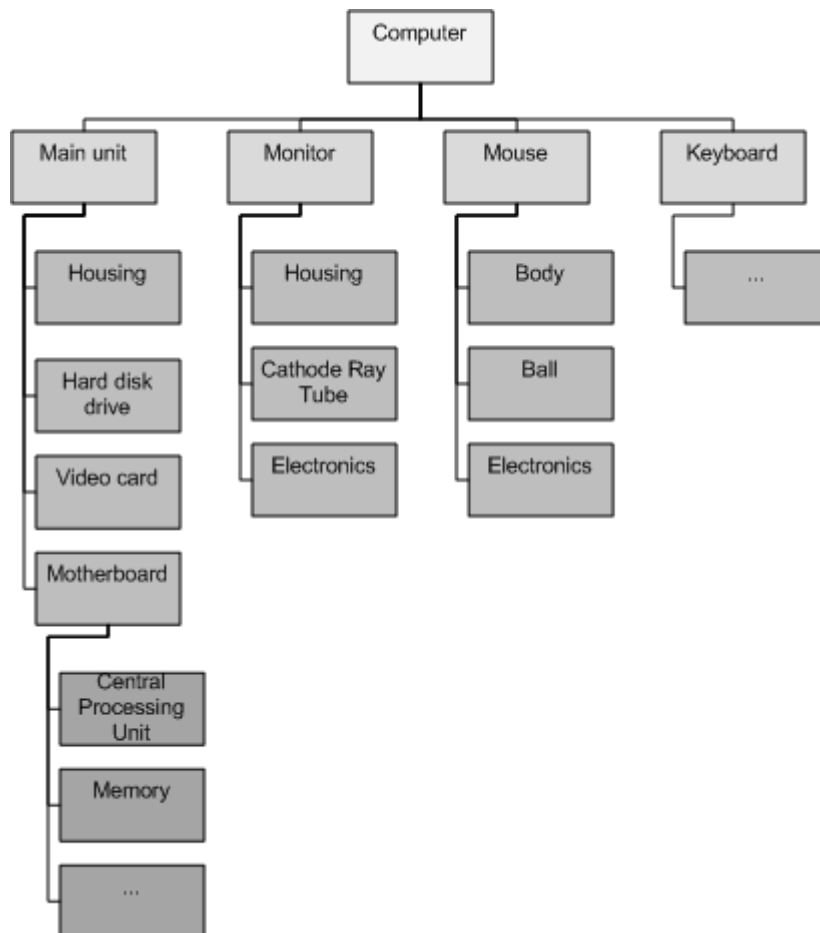 Computer
Main unit
Monitor
Mouse
Keyboard
Housing
Housing
Body
...
Hard disk
drive
Cathode Ray
Tube
Ball
Video card
Electronics
Electronics
Motherboard
Central
Processing
Unit
Memory
...